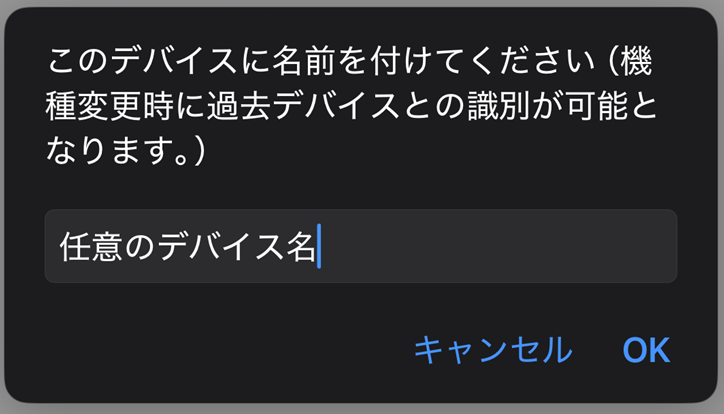 このデバイスに名前を付けてください（機
種変更時に過去デバイスとの識別が可能と
なります。）
任意のデバイス名
キャンセル OK